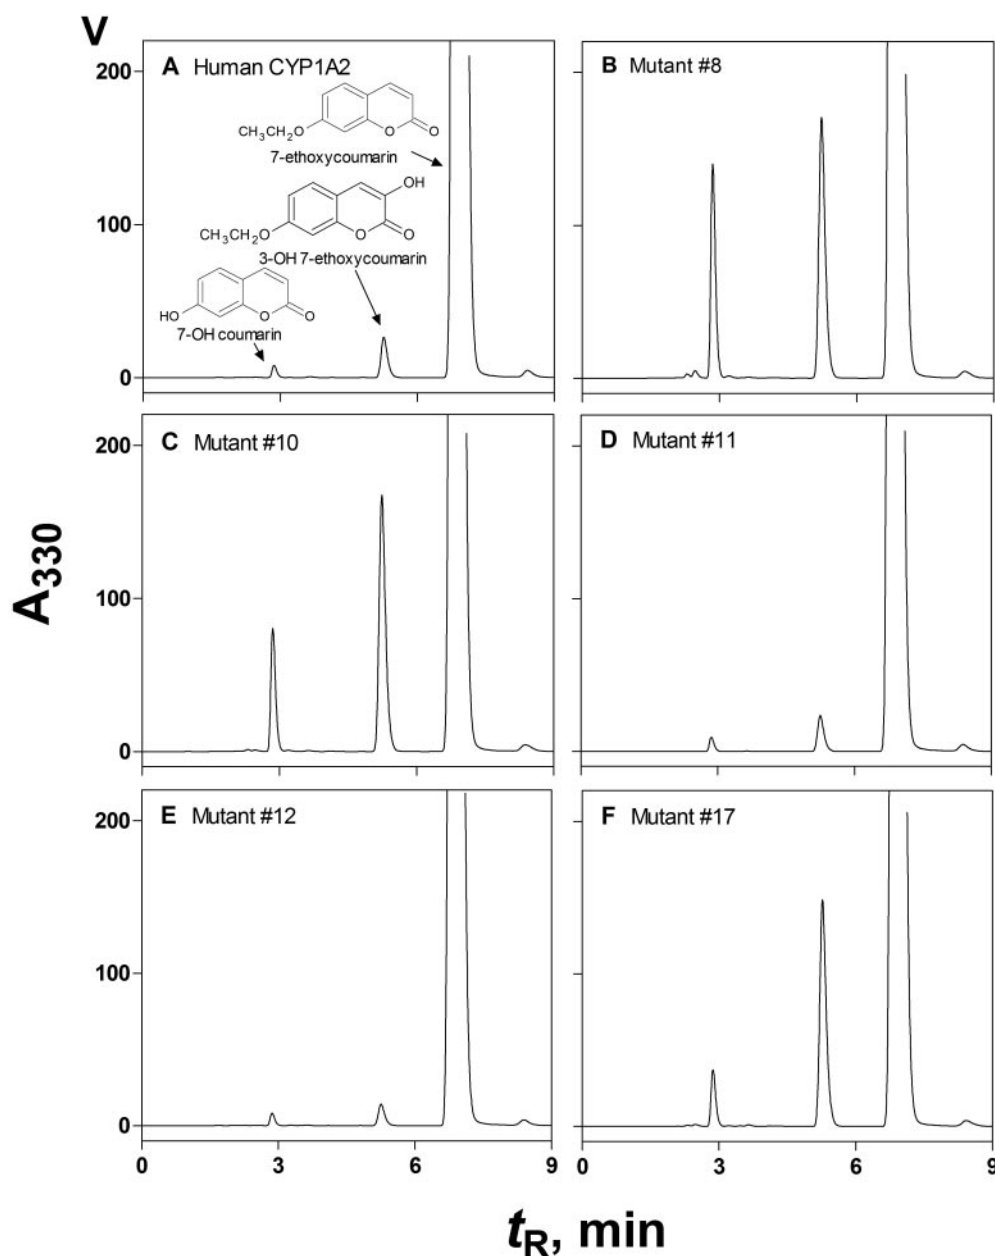 V
A Human CYP1A2
CH₃CH₂O O O
7-ethoxycoumarin
OH
CH₃CH₂O O O
3-OH 7-ethoxycoumarin
HO O O
7-OH coumarin
200
100
0
B Mutant #8
C Mutant #10
200
100
0
D Mutant #11
E Mutant #12
200
100
0
0 3 6 9
F Mutant #17
0 3 6 9
A330
tR, min